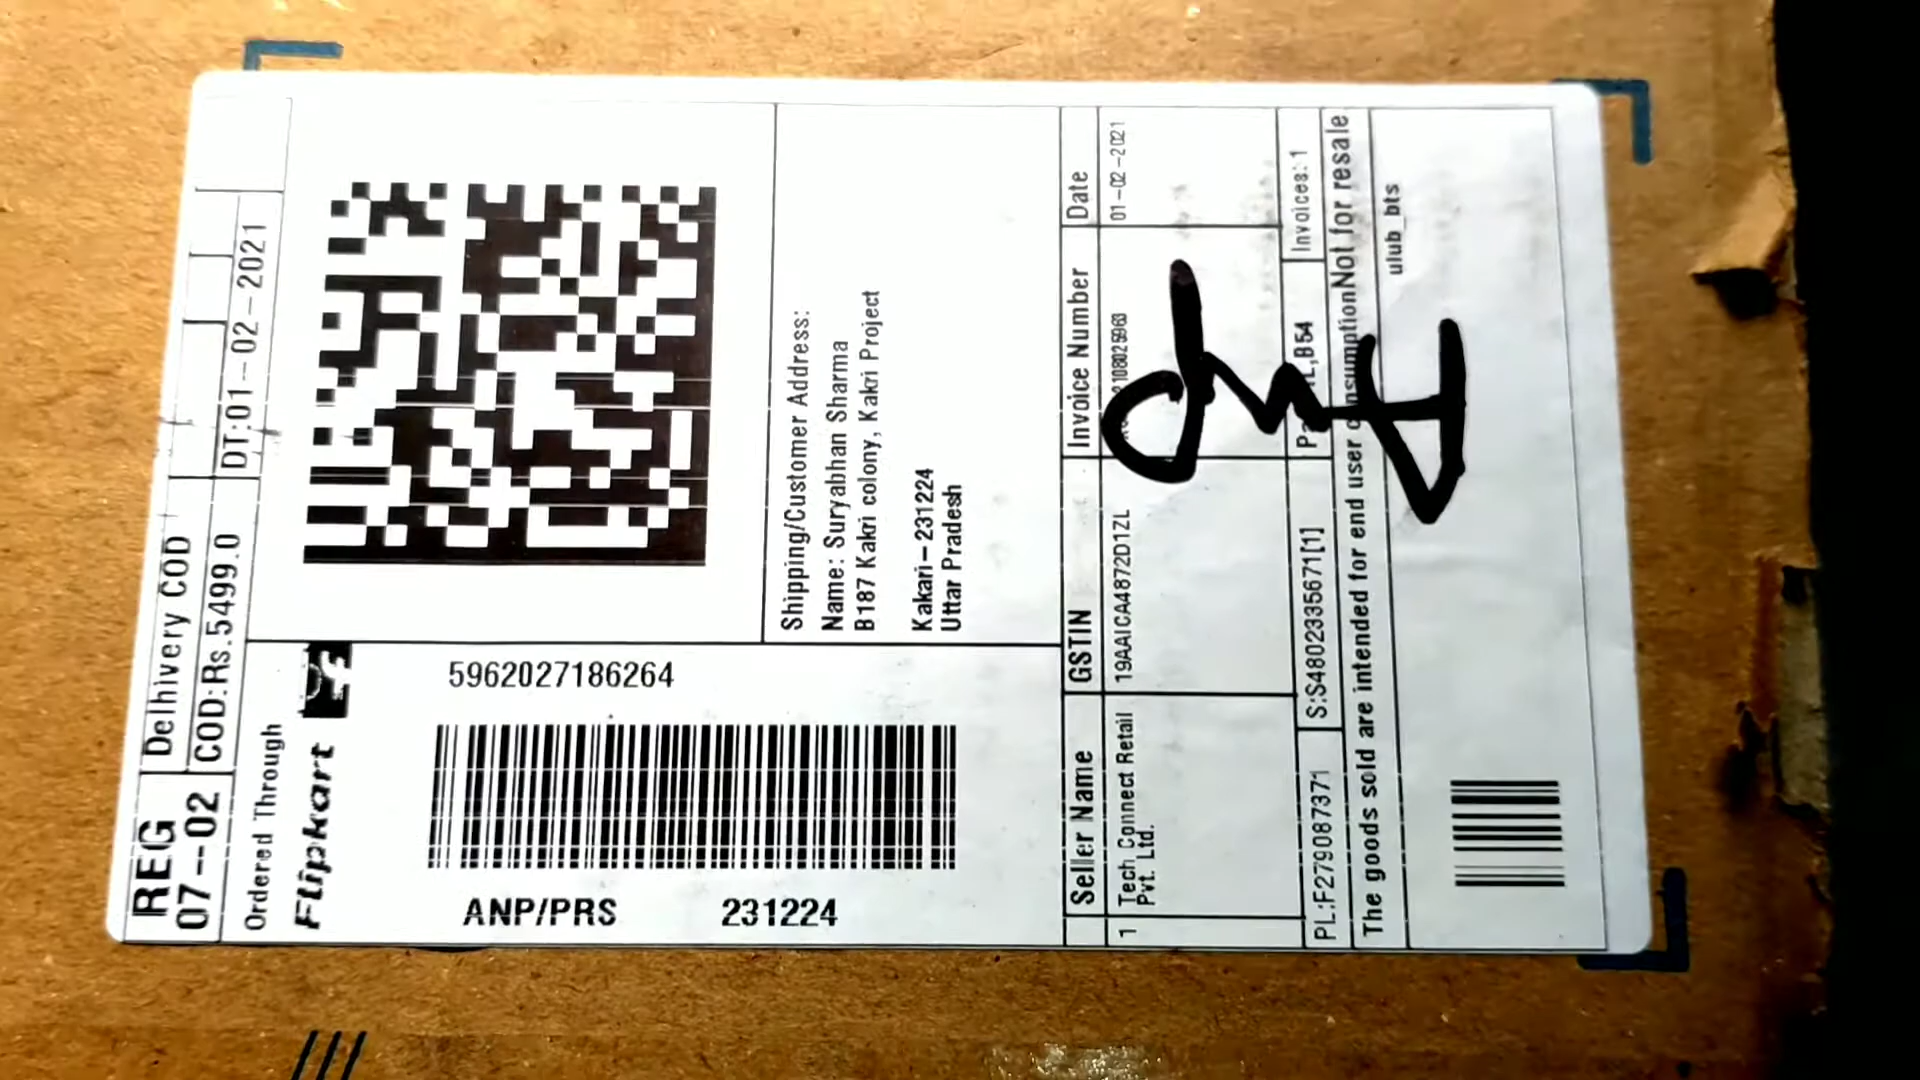 REG
Delhivery COD
07--02
COD:Rs.5499.0
DT:01-02-2021
Ordered Through
Flipkart
5962027186264
ANP/PRS
231224
Shipping/Customer Address:
Name: Suryabhan Sharma
B187 Kakri colony, Kakri Project
Kakari-231224
Uttar Pradesh
Seller Name
GSTIN
Invoice Number
Date
1
Tech Connect Retail
Pvt. Ltd.
19AAICA4872D1ZL
01-02-2021
PL:F279087371
S:S4802335671[1]
Invoices: 1
The goods sold are intended for end user consumptionNot for resale
ulub_bts